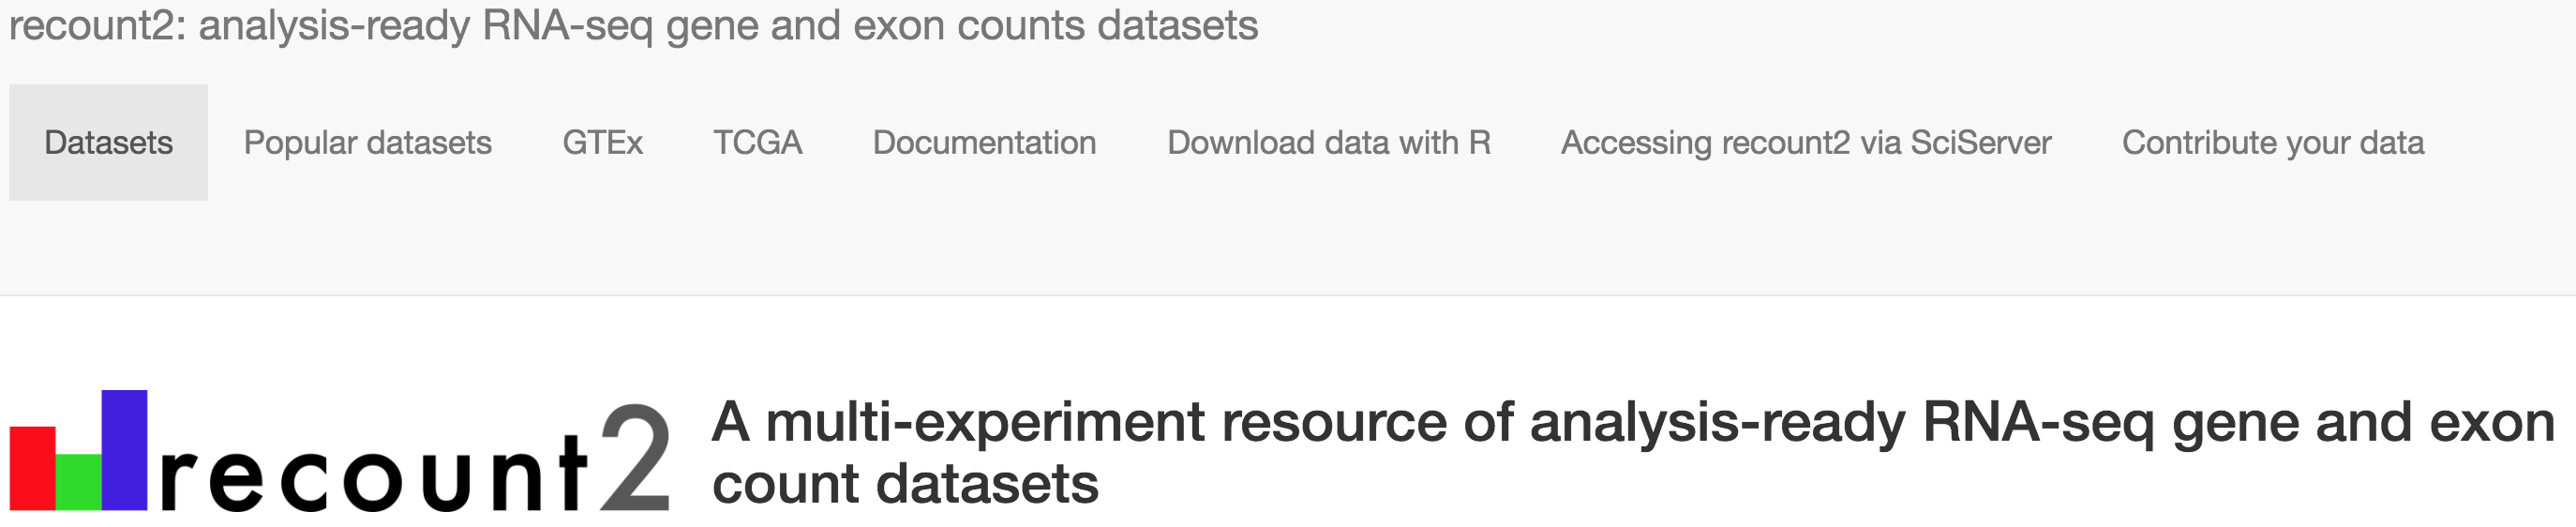 recount2: analysis-ready RNA-seq gene and exon counts datasets
Datasets Popular datasets GTEx TCGA Documentation Download data with R Accessing recount2 via SciServer Contribute your data
recount2
A multi-experiment resource of analysis-ready RNA-seq gene and exon
count datasets